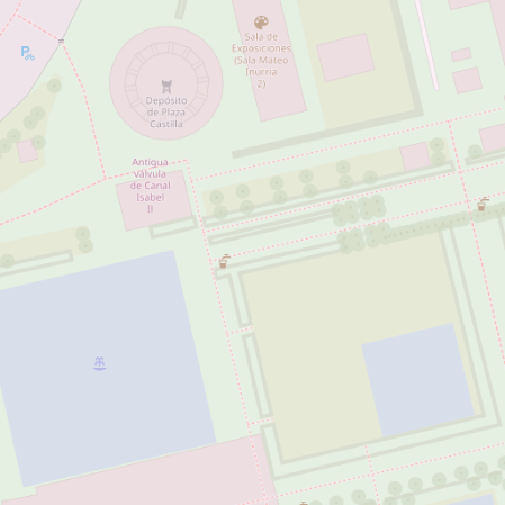 P
Sala de
Exposiciones
(Sala Mateo
Inurria
2)
Depósito
de Plaza
Castilla
Antigua
válvula
de Canal
Isabel
II